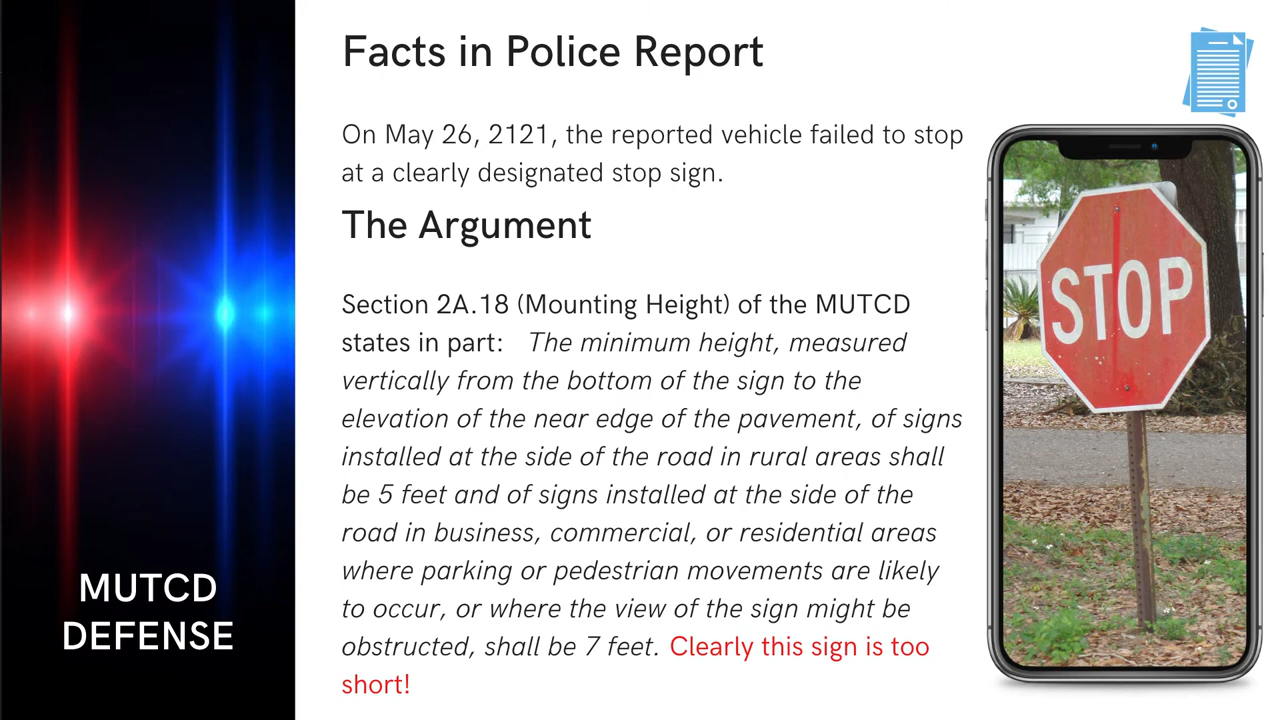 Facts in Police Report
On May 26, 2121, the reported vehicle failed to stop
at a clearly designated stop sign.
The Argument
Section 2A.18 (Mounting Height) of the MUTCD
states in part: The minimum height, measured
vertically from the bottom of the sign to the
elevation of the near edge of the pavement, of signs
installed at the side of the road in rural areas shall
be 5 feet and of signs installed at the side of the
road in business, commercial, or residential areas
where parking or pedestrian movements are likely
to occur, or where the view of the sign might be
obstructed, shall be 7 feet. Clearly this sign is too
short!
MUTCD
DEFENSE
STOP